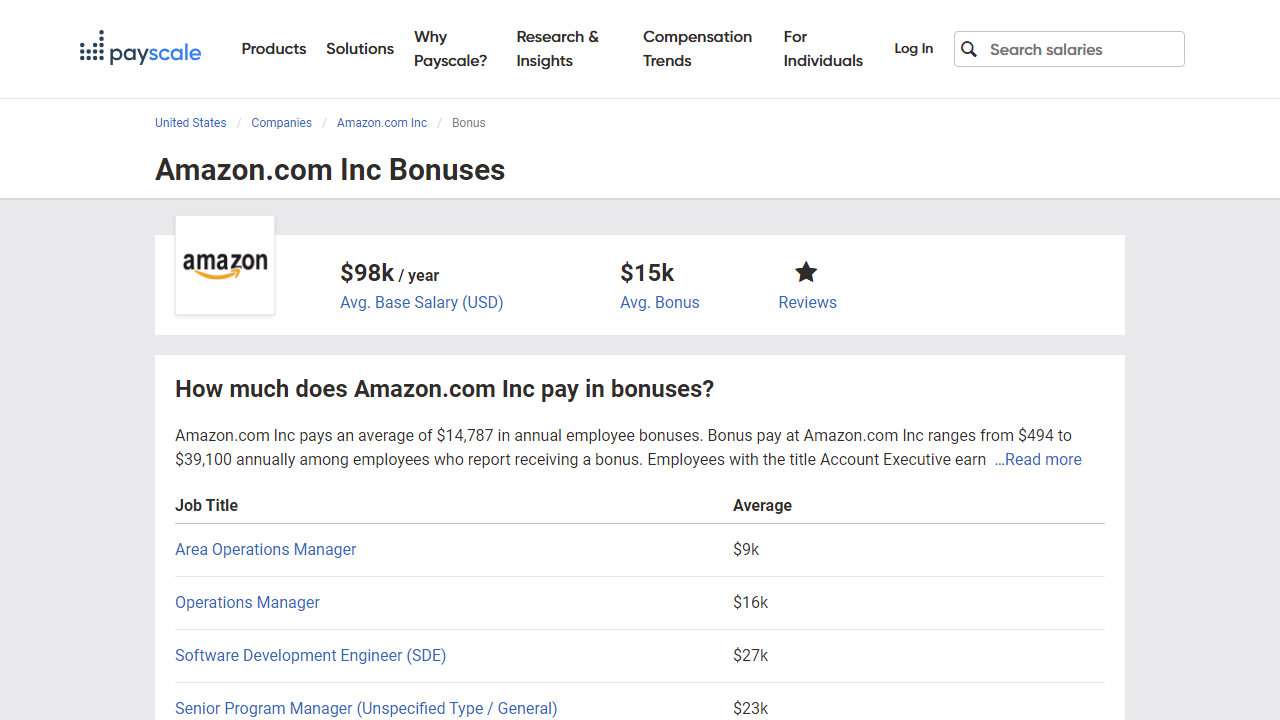 payscale
Products
Solutions
Why
Payscale?
Research &
Insights
Compensation
Trends
For
Individuals
Log In
Search salaries
United States / Companies / Amazon.com Inc / Bonus
Amazon.com Inc Bonuses
amazon
$98k / year
Avg. Base Salary (USD)
$15k
Avg. Bonus
Reviews
How much does Amazon.com Inc pay in bonuses?
Amazon.com Inc pays an average of $14,787 in annual employee bonuses. Bonus pay at Amazon.com Inc ranges from $494 to
$39,100 annually among employees who report receiving a bonus. Employees with the title Account Executive earn ...Read more
Job Title Average
Area Operations Manager $9k
Operations Manager $16k
Software Development Engineer (SDE) $27k
Senior Program Manager (Unspecified Type / General) $23k